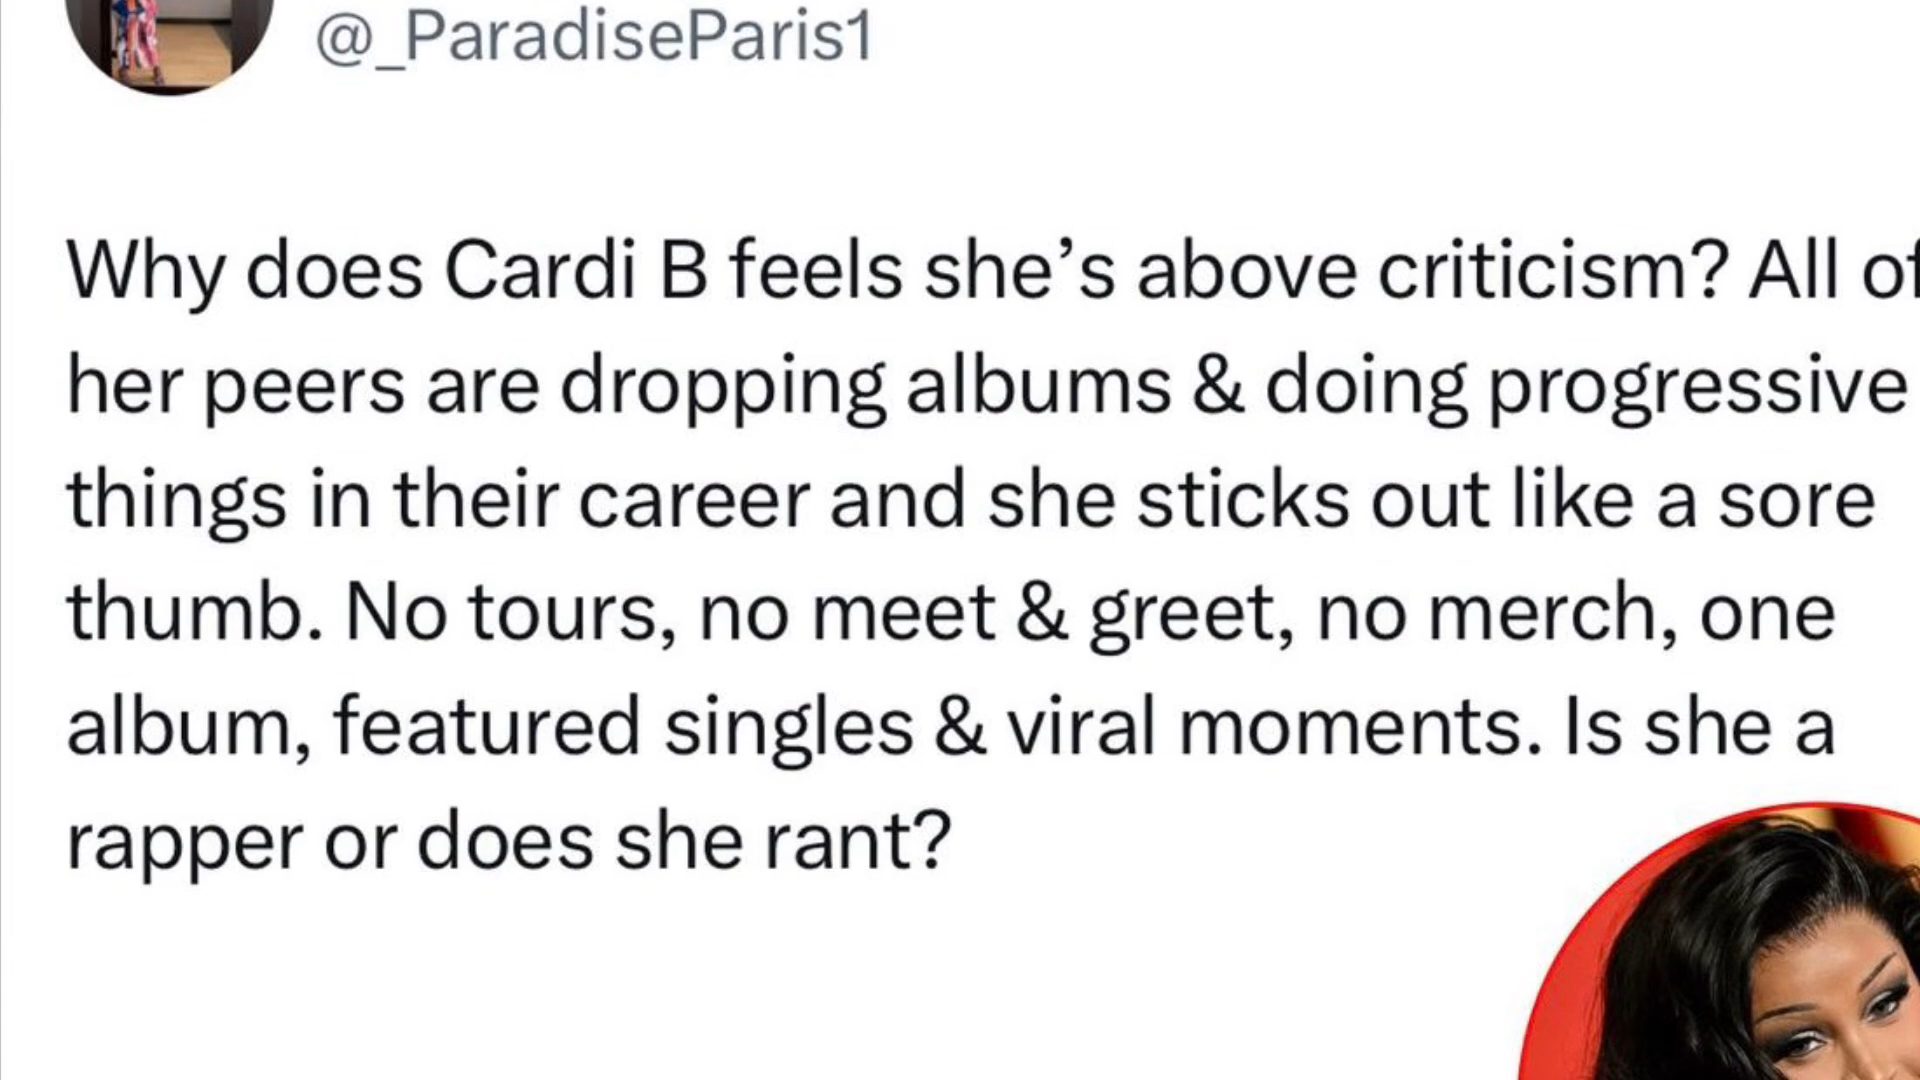 @_ParadiseParis1
Why does Cardi B feels she’s above criticism? All of
her peers are dropping albums & doing progressive
things in their career and she sticks out like a sore
thumb. No tours, no meet & greet, no merch, one
album, featured singles & viral moments. Is she a
rapper or does she rant?